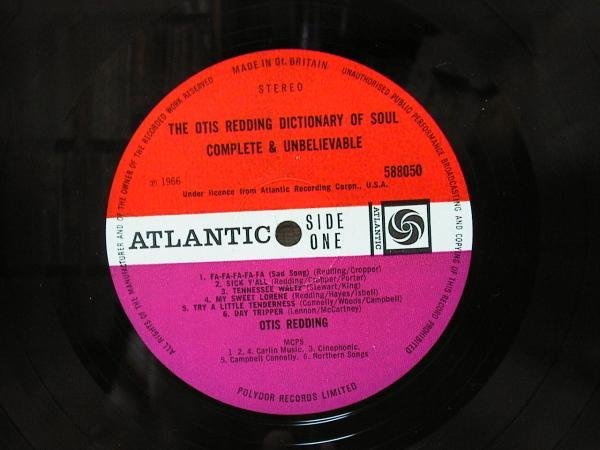 MADE IN Gt. BRITAIN
ALL RIGHTS OF THE MANUFACTURER AND OF THE OWNER OF THE RECORDED WORK RESERVED
UNAUTHORISED PUBLIC PERFORMANCE BROADCASTING AND COPYING OF THIS RECORD PROHIBITED
STEREO
THE OTIS REDDING DICTIONARY OF SOUL
COMPLETE & UNBELIEVABLE
℗ 1966
588050
Under licence from Atlantic Recording Corpn., U.S.A.
ATLANTIC
SIDE
ONE
ATLANTIC
1. FA-FA-FA-FA-FA (Sad Song) (Redding/Cropper)
2. SICK Y'ALL (Redding/Cropper/Porter)
3. TENNESSEE WALTZ (Stewart/King)
4. MY SWEET LORENE (Redding/Hayes/Isbell)
5. TRY A LITTLE TENDERNESS (Connelly/Woods/Campbell)
6. DAY TRIPPER (Lennon/McCartney)
OTIS REDDING
MCPS
1. 2. 4. Carlin Music. 3. Cinephonic.
5. Campbell Connelly. 6. Northern Songs
POLYDOR RECORDS LIMITED